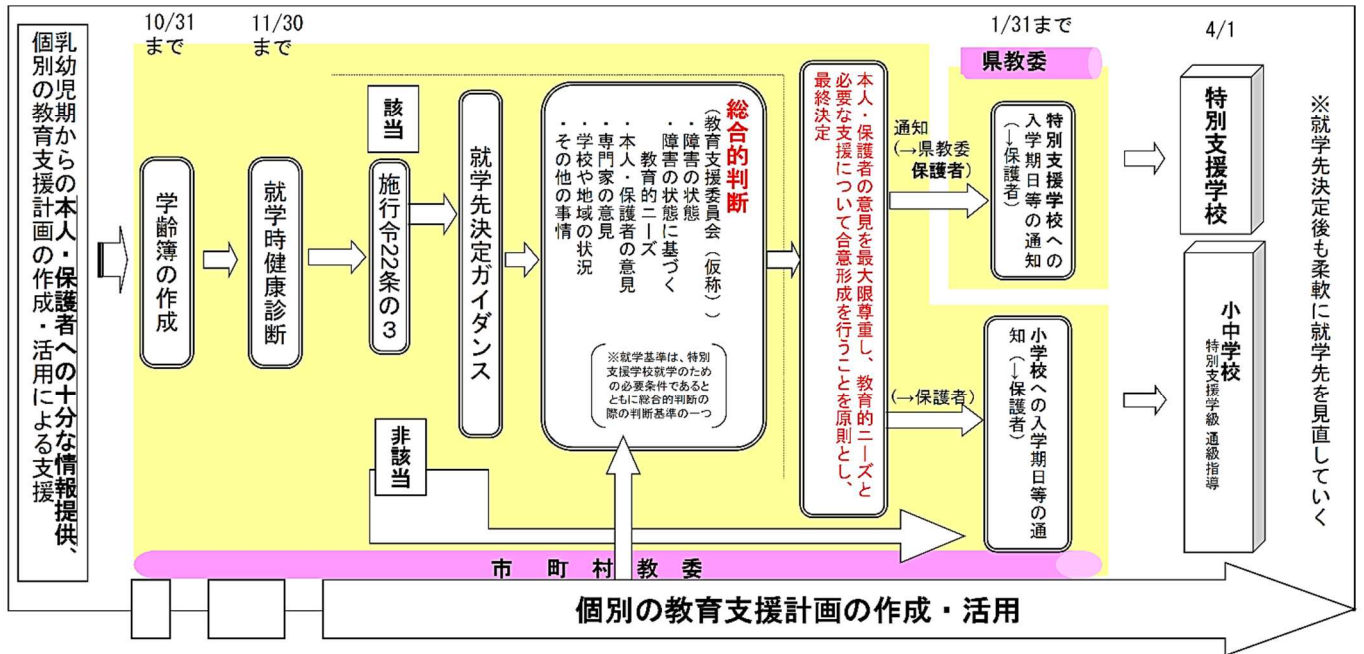 乳幼児期からの本人・保護者への十分な情報提供、
個別の教育支援計画の作成・活用による支援
10/31
まで
学齢簿の作成
11/30
まで
就学時健康診断
該当
施行令22条の3
非該当
就学先決定ガイダンス
総合的判断
(教育支援委員会(仮称))
・障害の状態
・障害の状態に基づく
教育的ニーズ
・本人・保護者の意見
・専門家の意見
・学校や地域の状況
・その他の事情
※就学基準は、特別
支援学校就学のため
の必要条件であると
ともに総合的判断の
際の判断基準の一つ
本人・保護者の意見を最大限尊重し、教育的ニーズと
必要な支援について合意形成を行うことを原則とし、
最終決定
通知
(→県教委
保護者)
(→保護者)
1/31まで
県教委
特別支援学校への
入学期日等の通知
(→保護者)
小学校への入学期日等の通
知(→保護者)
4/1
特別支援学校
小中学校
特別支援学級 通級指導
※就学先決定後も柔軟に就学先を見直していく
市町村教委
個別の教育支援計画の作成・活用